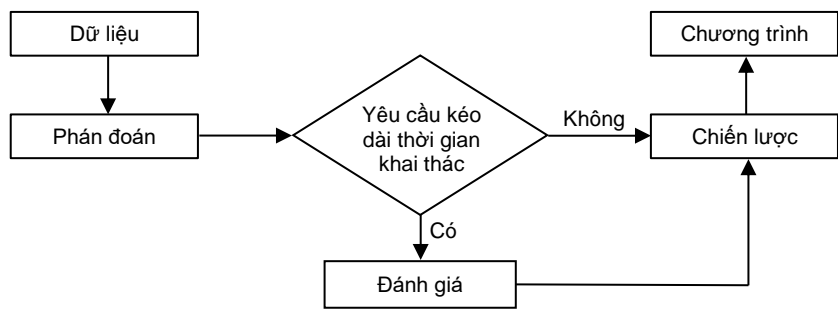 Dữ liệu
Chương trình
Yêu cầu kéo
dài thời gian
khai thác
Phán đoán
Không
Chiến lược
Có
Đánh giá